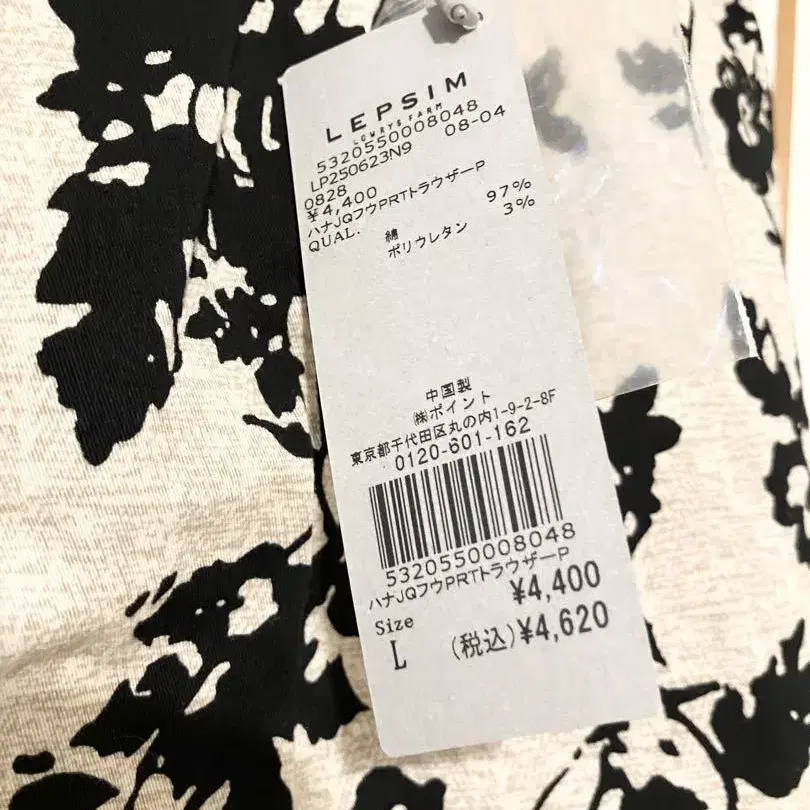 LEPSIM
LOWRYS FARM
5320550008048
LP250623N9 08-04
0828
¥4,400
ハナJQフウPRTトラウザーP
QUAL. 綿 97%
ポリウレタン 3%
中国製
㈱ポイント
東京都千代田区丸の内1-9-2-8F
0120-601-162
5320550008048
ハナJQフウPRTトラウザーP
¥4,400
Size
L (税込)¥4,620